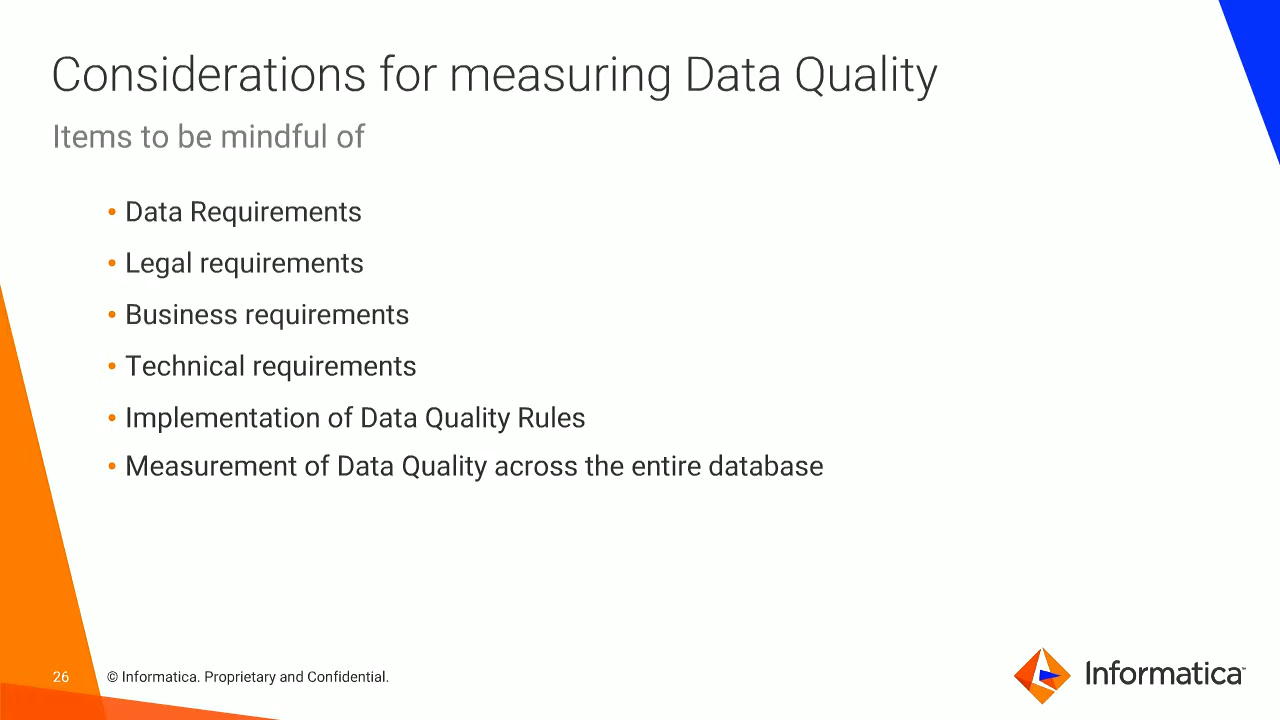 Considerations for measuring Data Quality
Items to be mindful of
• Data Requirements
• Legal requirements
• Business requirements
• Technical requirements
• Implementation of Data Quality Rules
• Measurement of Data Quality across the entire database
26 © Informatica. Proprietary and Confidential.
Informatica™